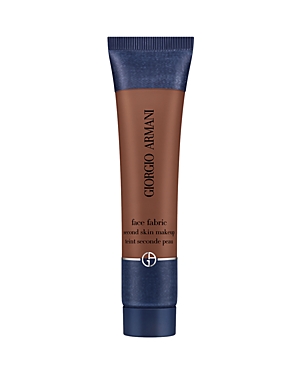 GIORGIO ARMANI
face fabric
second skin makeup
teint seconde peau